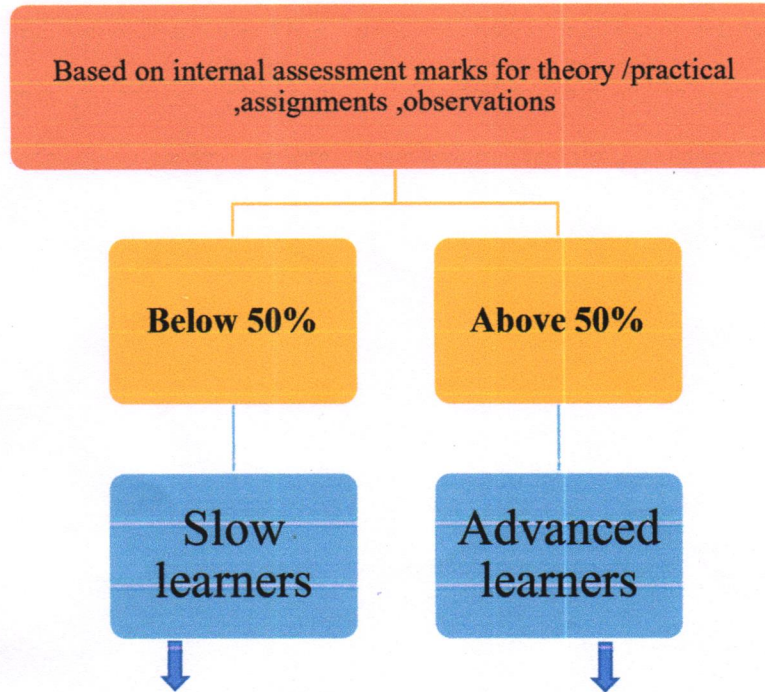 Based on internal assessment marks for theory /practical
,assignments ,observations
Below 50%
Above 50%
Slow
learners
Advanced
learners